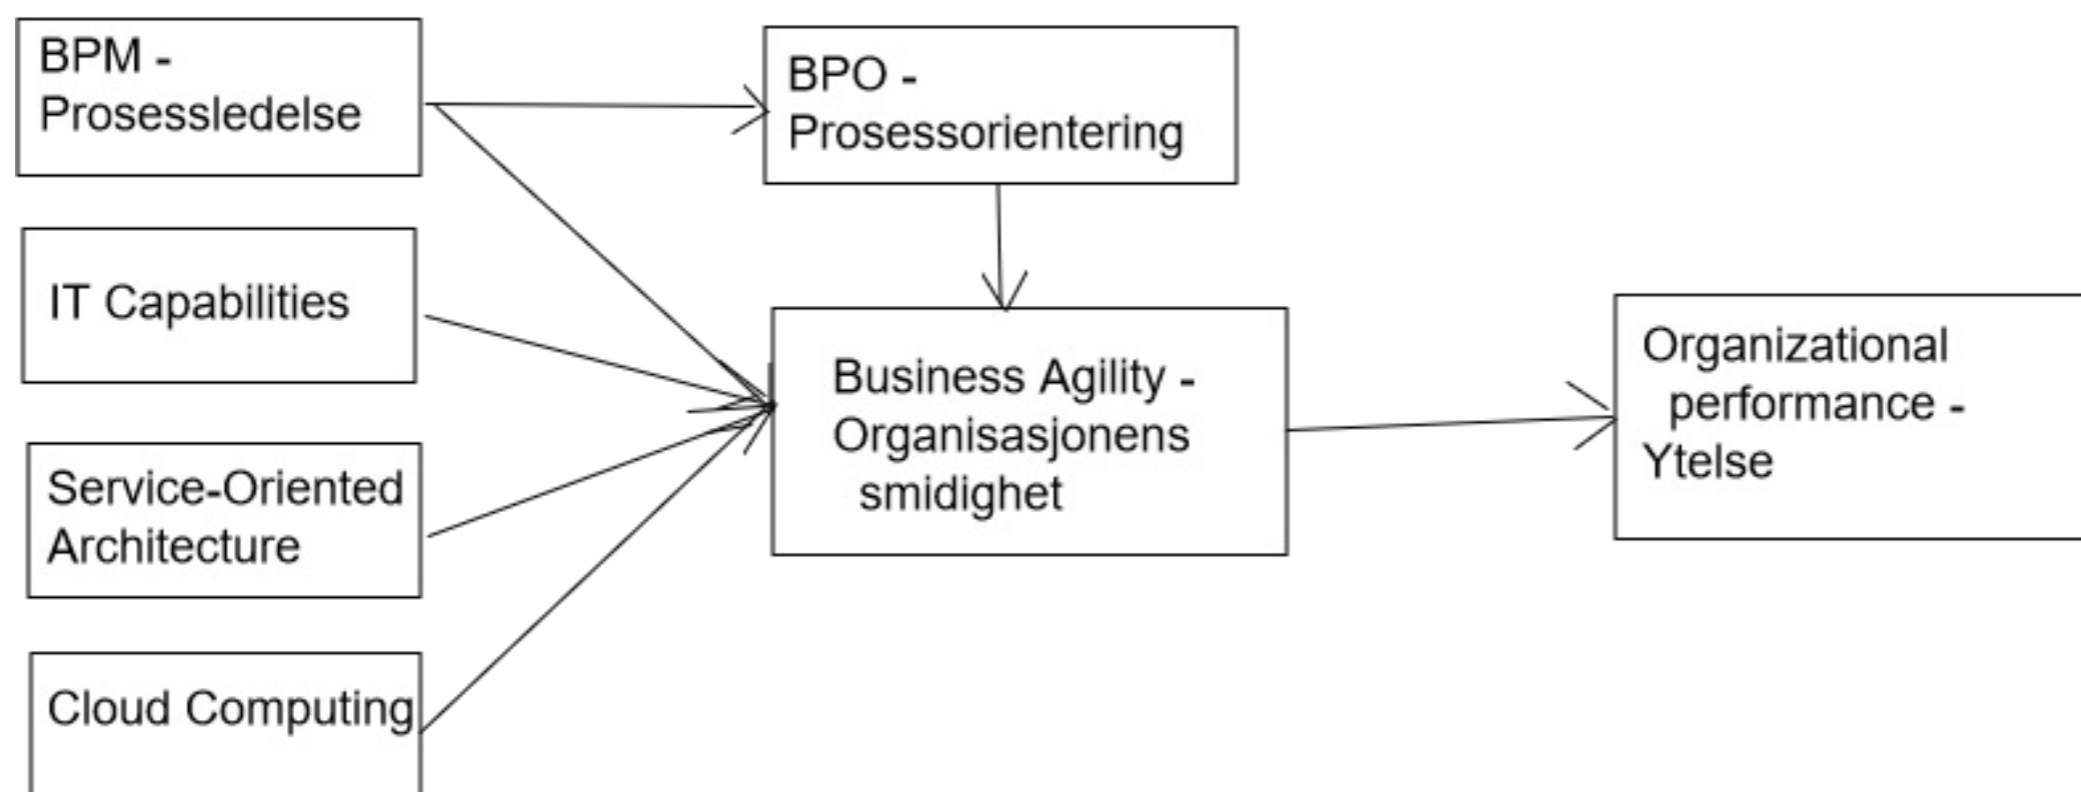 BPM -
Prosessledelse
BPO -
Prosessorientering
IT Capabilities
Business Agility -
Organisasjonens
smidighet
Organizational
performance -
Ytelse
Service-Oriented
Architecture
Cloud Computing